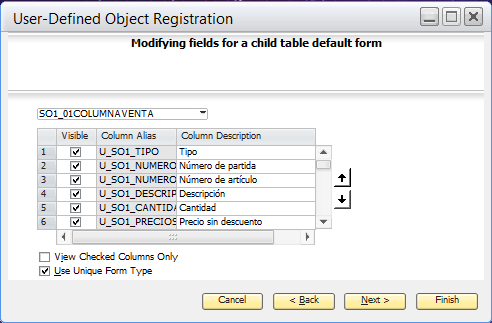 User-Defined Object Registration
Modifying fields for a child table default form
SO1_01COLUMNAVENTA
Visible Column Alias Column Description
1 U_SO1_TIPO Tipo
2 U_SO1_NUMERO Número de partida
3 U_SO1_NUMERO Número de artículo
4 U_SO1_DESCRIP Descripción
5 U_SO1_CANTIDA Cantidad
6 U_SO1_PRECIOS Precio sin descuento
View Checked Columns Only
Use Unique Form Type
Cancel < Back Next > Finish